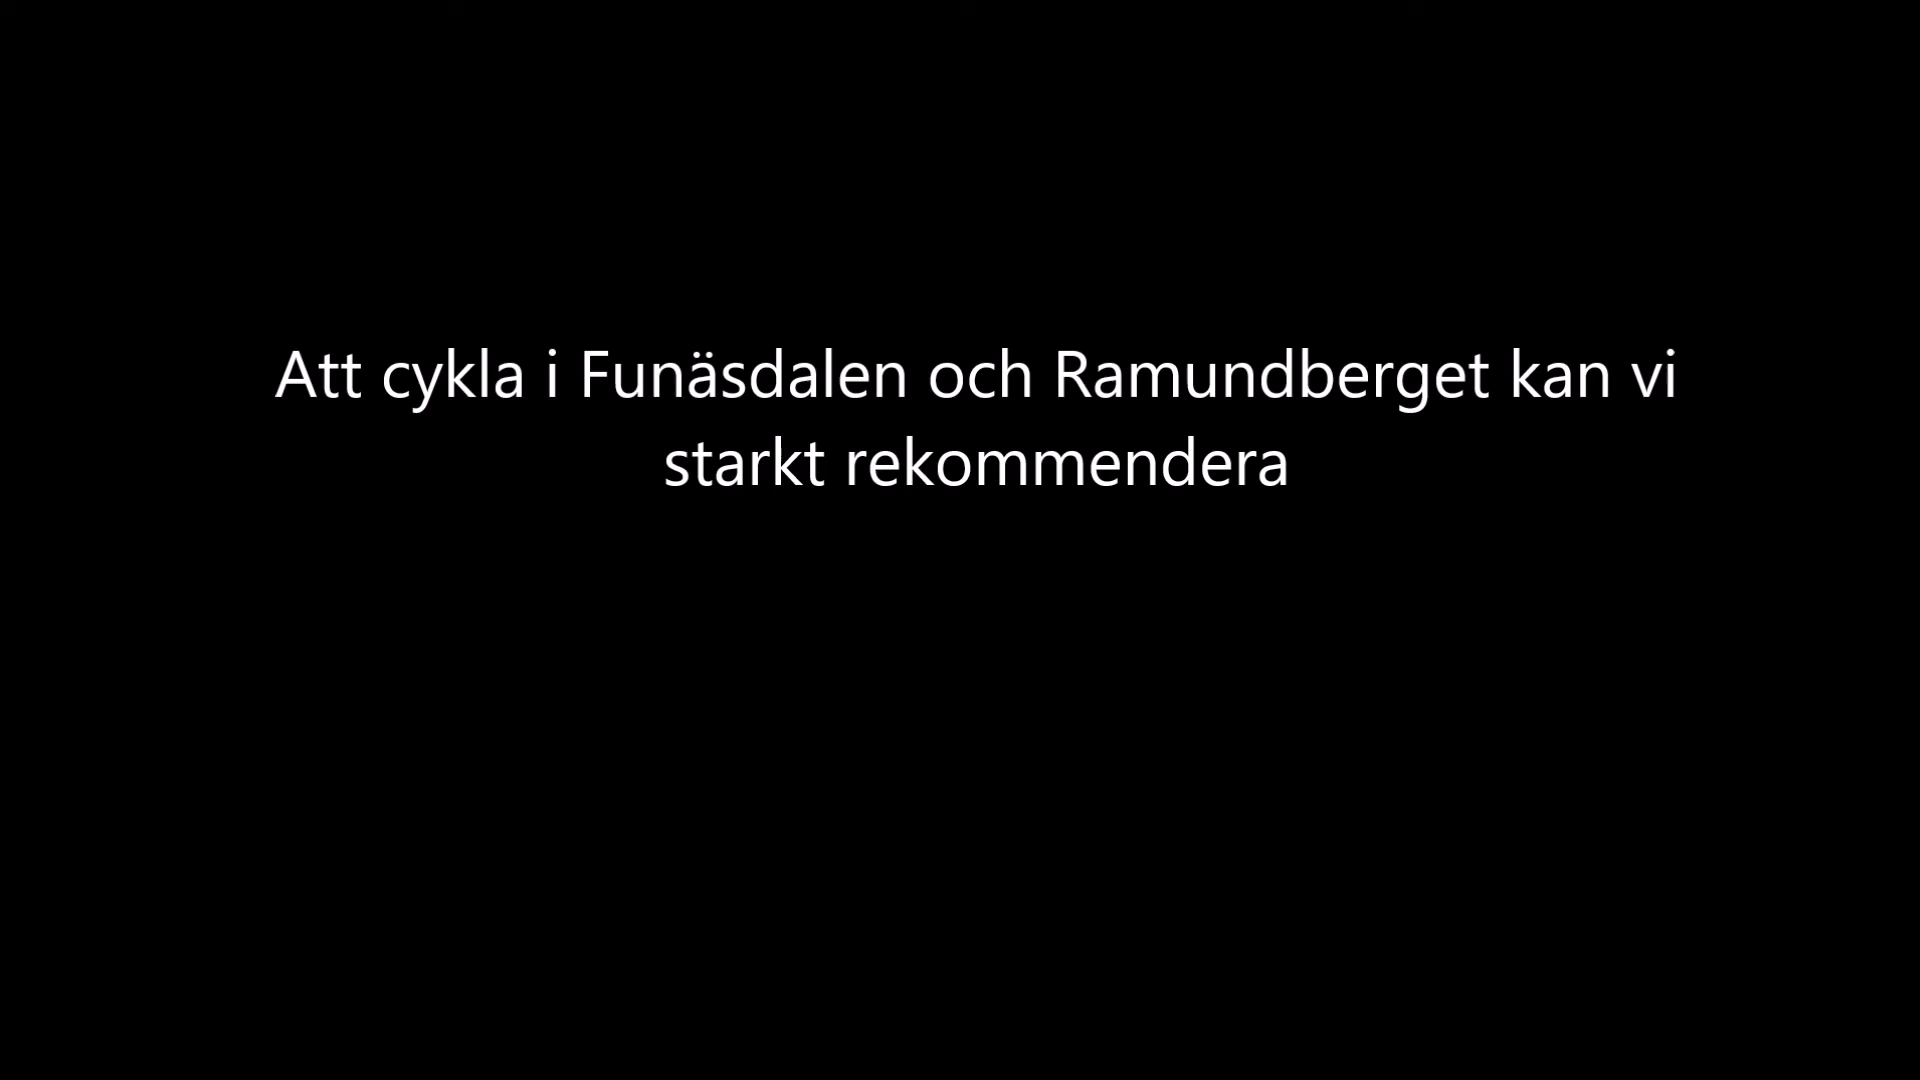 Att cykla i Funäsdalen och Ramundberget kan vi
starkt rekommendera